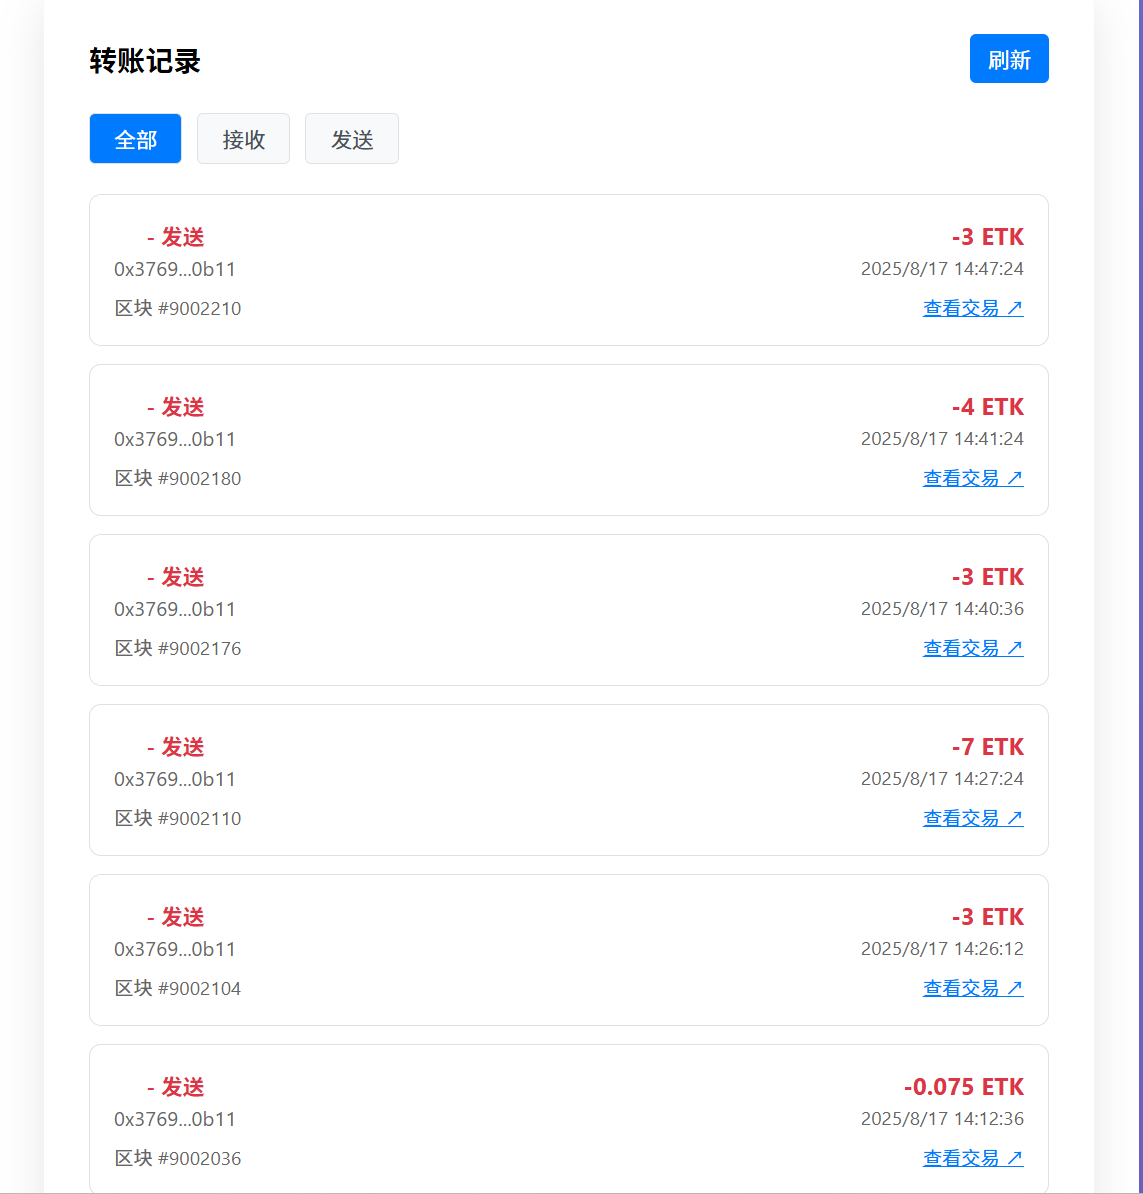 转账记录
刷新
全部
接收
发送
- 发送
-3 ETK
0x3769...0b11
2025/8/17 14:47:24
区块 #9002210
查看交易 ↗
- 发送
-4 ETK
0x3769...0b11
2025/8/17 14:41:24
区块 #9002180
查看交易 ↗
- 发送
-3 ETK
0x3769...0b11
2025/8/17 14:40:36
区块 #9002176
查看交易 ↗
- 发送
-7 ETK
0x3769...0b11
2025/8/17 14:27:24
区块 #9002110
查看交易 ↗
- 发送
-3 ETK
0x3769...0b11
2025/8/17 14:26:12
区块 #9002104
查看交易 ↗
- 发送
-0.075 ETK
0x3769...0b11
2025/8/17 14:12:36
区块 #9002036
查看交易 ↗